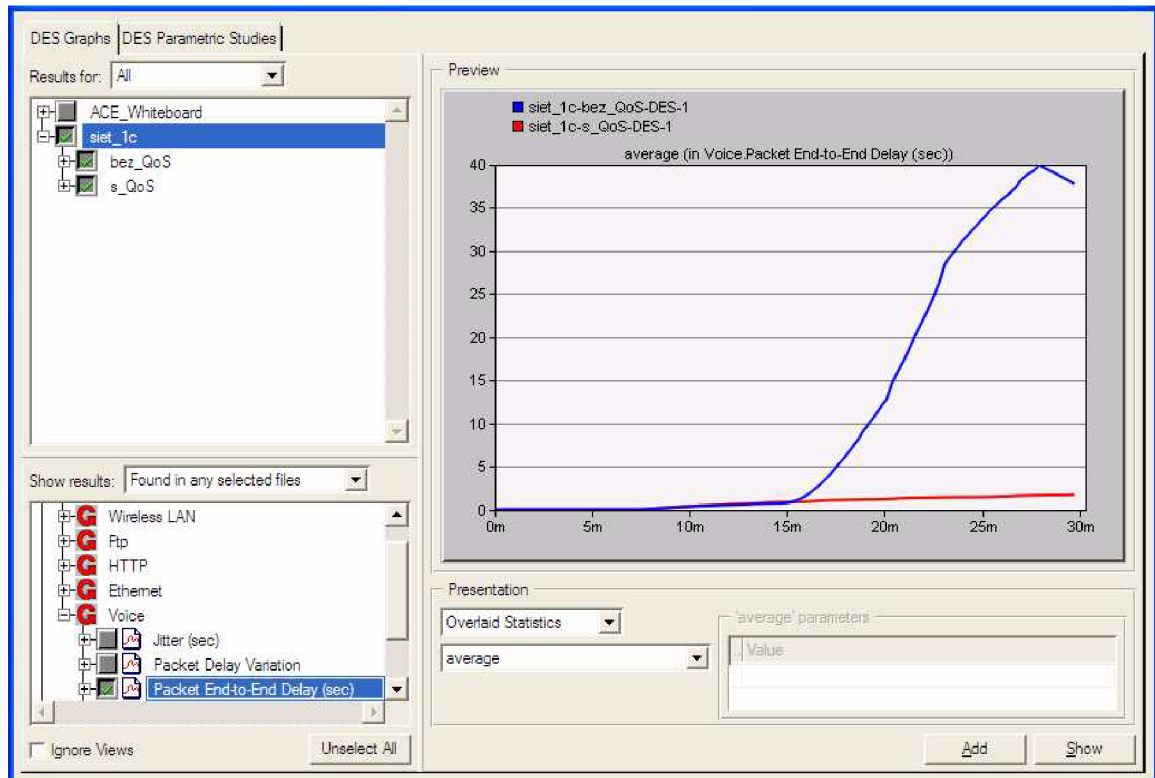 DES Graphs DES Parametric Studies
Results for: All
ACE_Whiteboard
siet_1c
bez_QoS
s_QoS
Show results: Found in any selected files
Wireless LAN
Ftp
HTTP
Ethernet
Voice
Jitter (sec)
Packet Delay Variation
Packet End-to-End Delay (sec)
Ignore Views Unselect All
Preview
siet_1c-bez_QoS-DES-1
siet_1c-s_QoS-DES-1
average (in Voice.Packet End-to-End Delay (sec))
40
35
30
25
20
15
10
5
0
0m 5m 10m 15m 20m 25m 30m
Presentation
Overlaid Statistics
average
'average' parameters
.. Value
Add Show